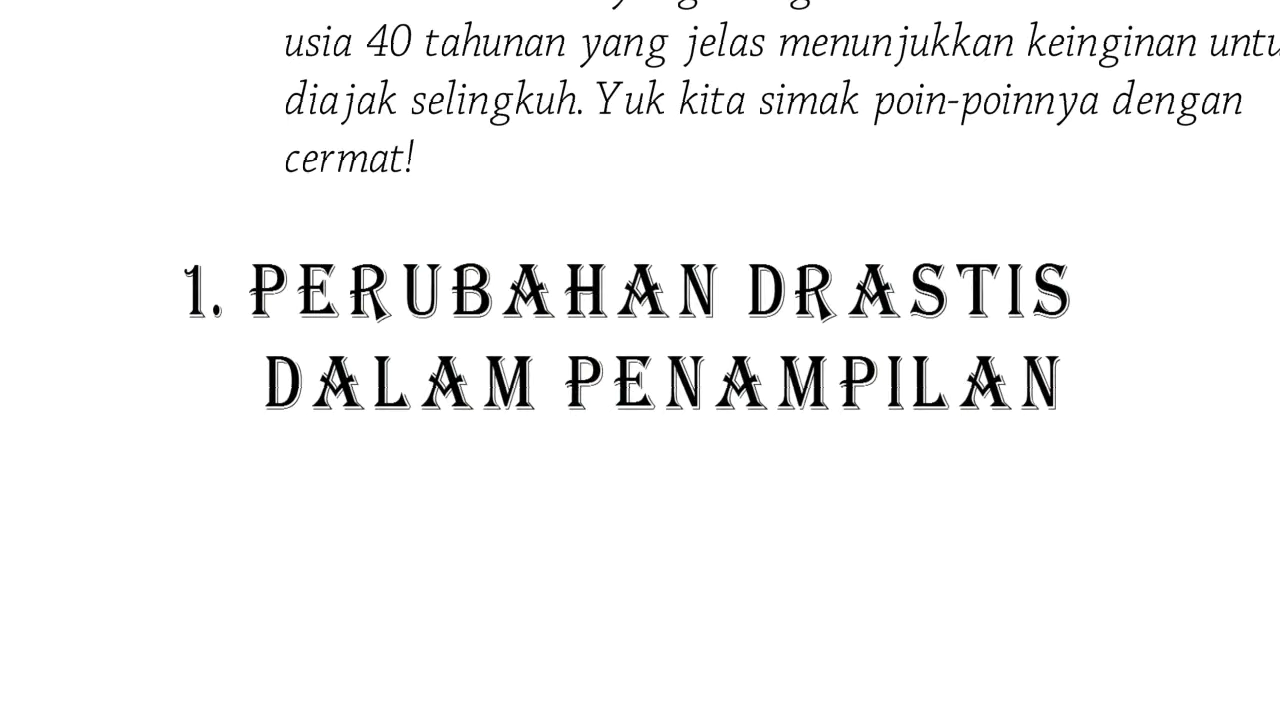 usia 40 tahunan yang jelas menunjukkan keinginan
diajak selingkuh. Yuk kita simak poin-poinnya dengan
cermat!
1. PERUBAHAN DRASTIS
DALAM PENAMPILAN